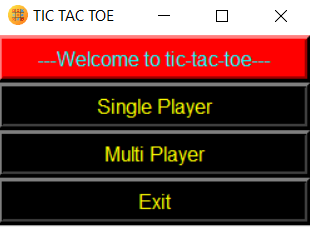 TIC TAC TOE
---Welcome to tic-tac-toe---
Single Player
Multi Player
Exit